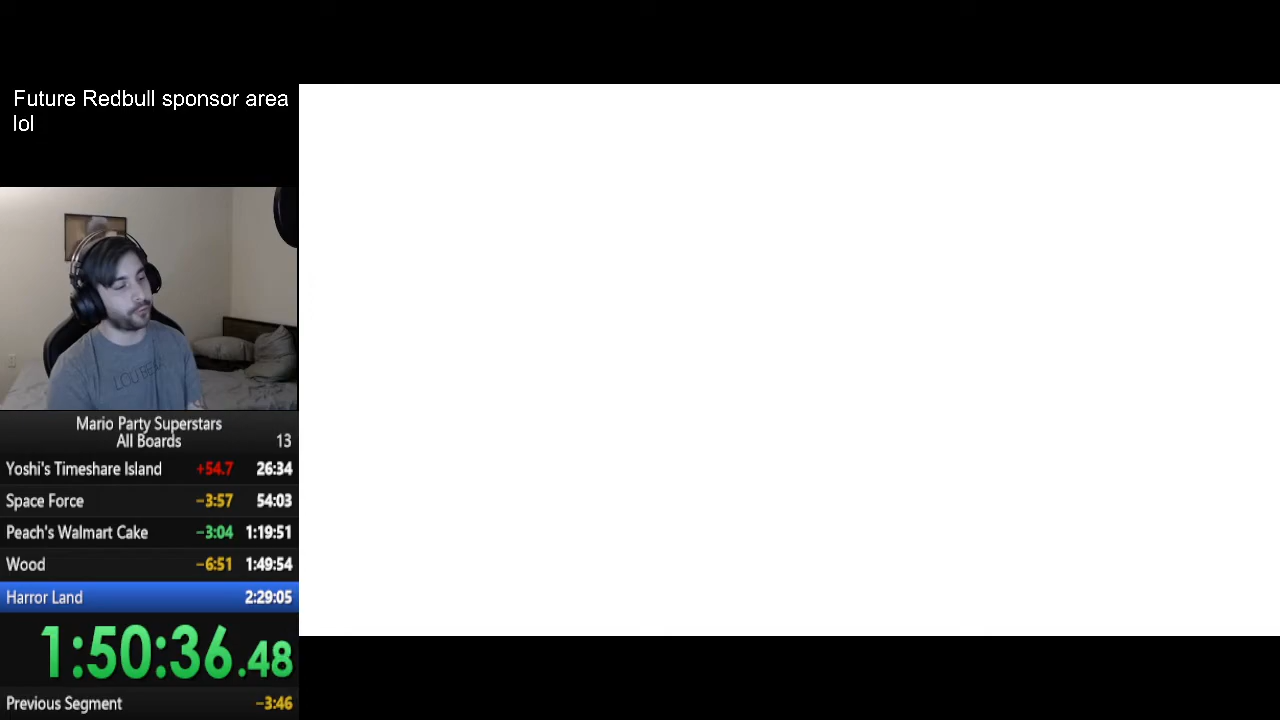 Future Redbull sponsor area
lol
Mario Party Superstars
All Boards 13
Yoshi's Timeshare Island +54.7 26:34
Space Force −3:57 54:03
Peach's Walmart Cake −3:04 1:19:51
Wood −6:51 1:49:54
Harror Land 2:29:05
1:50:36.48
Previous Segment −3:46